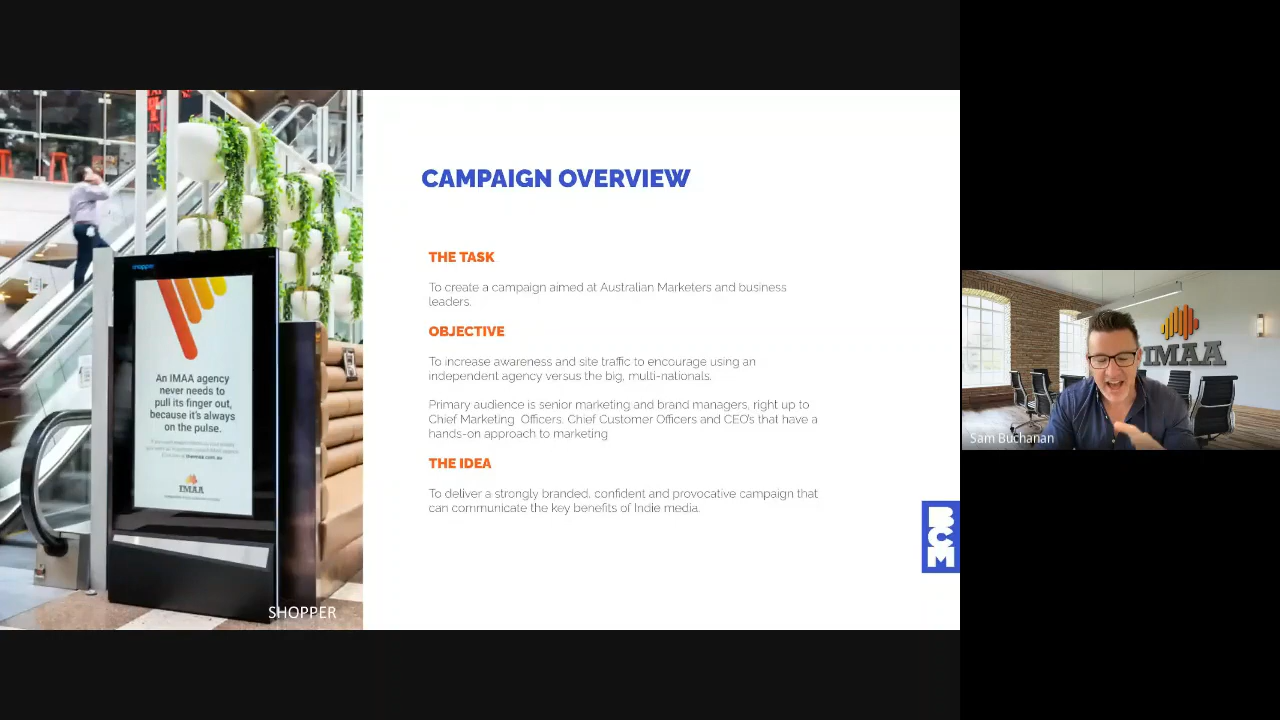 CAMPAIGN OVERVIEW
THE TASK
To create a campaign aimed at Australian Marketers and business
leaders.
OBJECTIVE
To increase awareness and site traffic to encourage using an
independent agency versus the big, multi-nationals.
Primary audience is senior marketing and brand managers, right up to
Chief Marketing Officers. Chief Customer Officers and CEO's that have a
hands-on approach to marketing
THE IDEA
To deliver a strongly branded, confident and provocative campaign that
can communicate the key benefits of Indie media.
BCM
shopper
An IMAA agency
never needs to
pull its finger out,
because it's always
on the pulse.
IMAA
SHOPPER
IMAA
Sam Buchanan